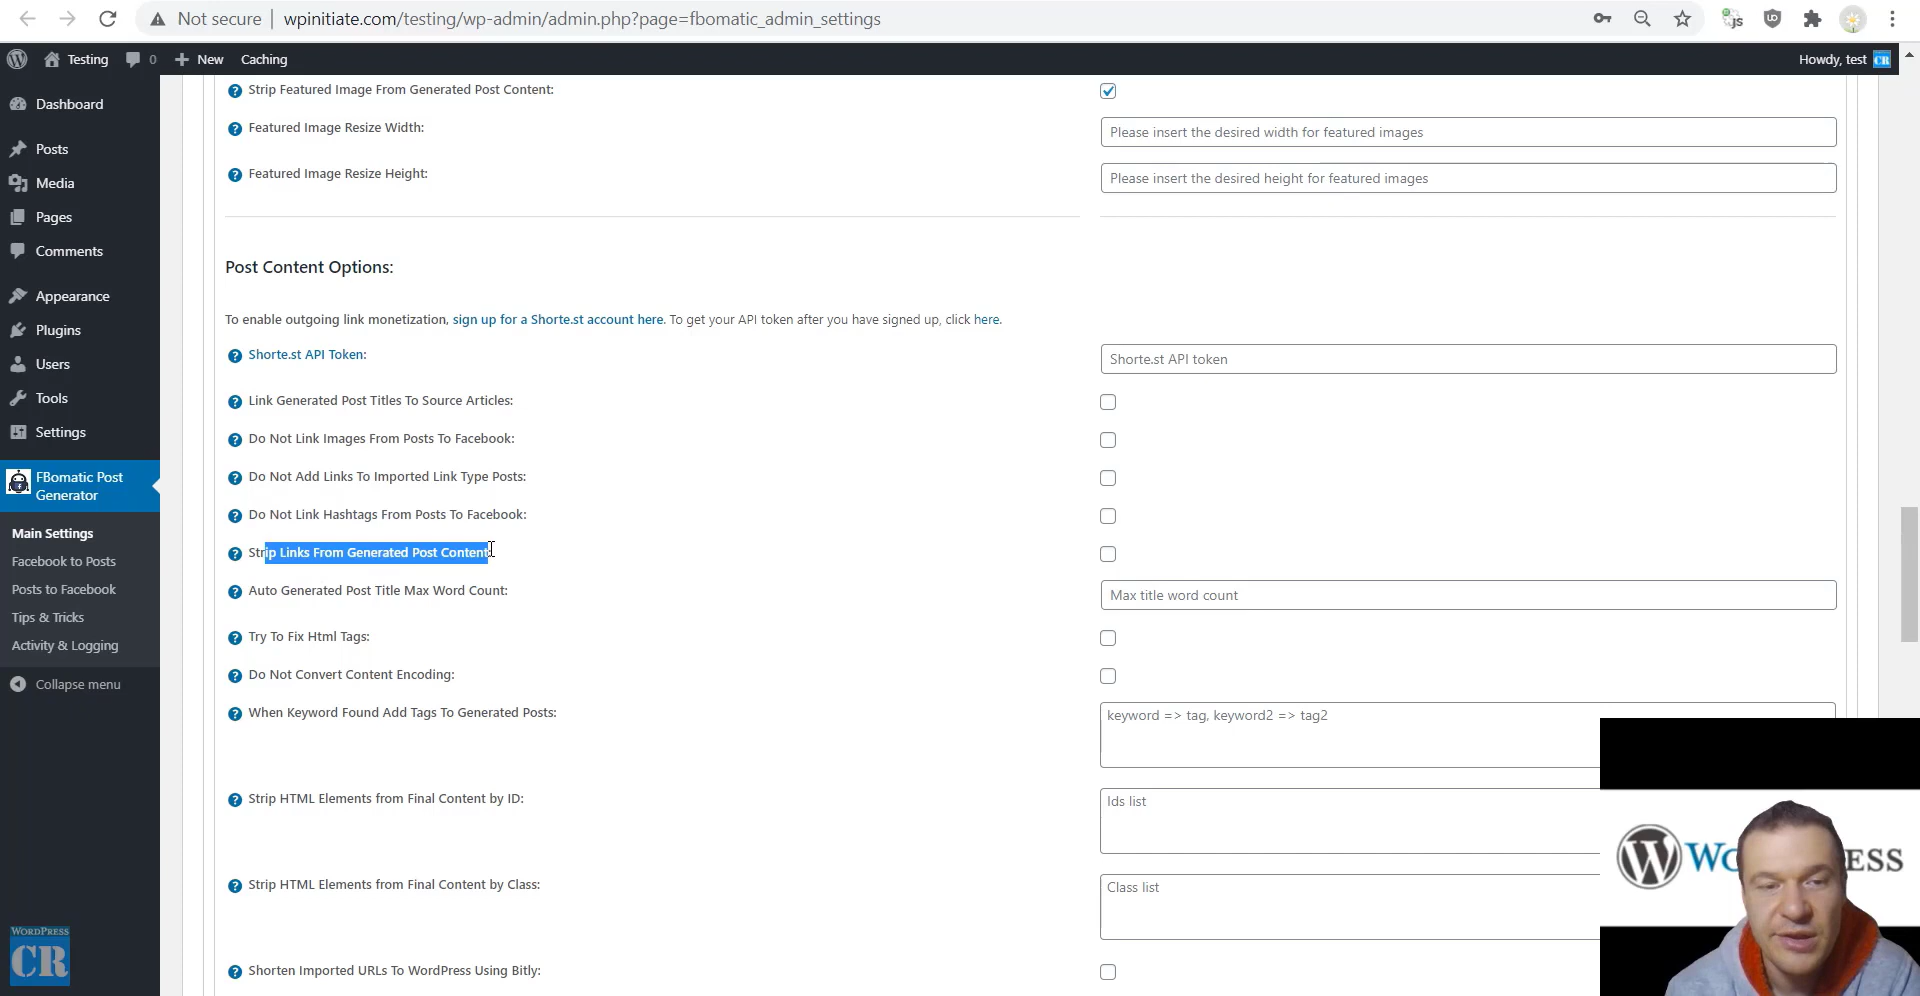 Not secure | wpinitiate.com/testing/wp-admin/admin.php?page=fbomatic_admin_settings
Testing 0 New Caching Howdy, test CR
Dashboard
Posts
Media
Pages
Comments
Appearance
Plugins
Users
Tools
Settings
FBomatic Post
Generator
Main Settings
Facebook to Posts
Posts to Facebook
Tips & Tricks
Activity & Logging
Collapse menu
WORDPRESS
CR
Strip Featured Image From Generated Post Content:
Featured Image Resize Width: Please insert the desired width for featured images
Featured Image Resize Height: Please insert the desired height for featured images
Post Content Options:
To enable outgoing link monetization, sign up for a Shorte.st account here. To get your API token after you have signed up, click here.
Shorte.st API Token: Shorte.st API token
Link Generated Post Titles To Source Articles:
Do Not Link Images From Posts To Facebook:
Do Not Add Links To Imported Link Type Posts:
Do Not Link Hashtags From Posts To Facebook:
Strip Links From Generated Post Content:
Auto Generated Post Title Max Word Count: Max title word count
Try To Fix Html Tags:
Do Not Convert Content Encoding:
When Keyword Found Add Tags To Generated Posts: keyword => tag, keyword2 => tag2
Strip HTML Elements from Final Content by ID: Ids list
Strip HTML Elements from Final Content by Class: Class list
Shorten Imported URLs To WordPress Using Bitly: